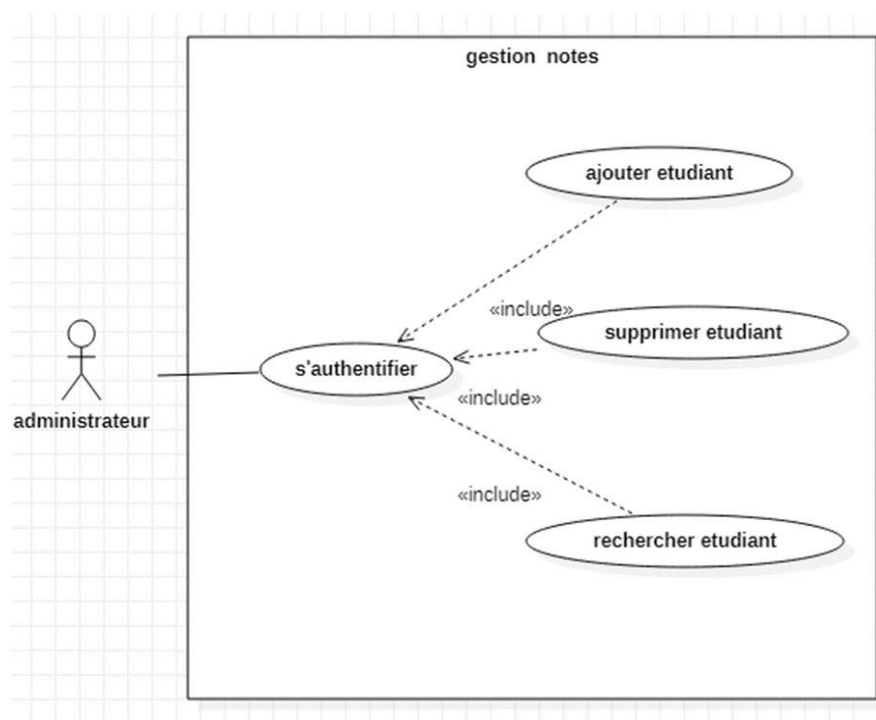 gestion notes
ajouter etudiant
«include»
supprimer etudiant
s'authentifier
«include»
administrateur
«include»
rechercher etudiant